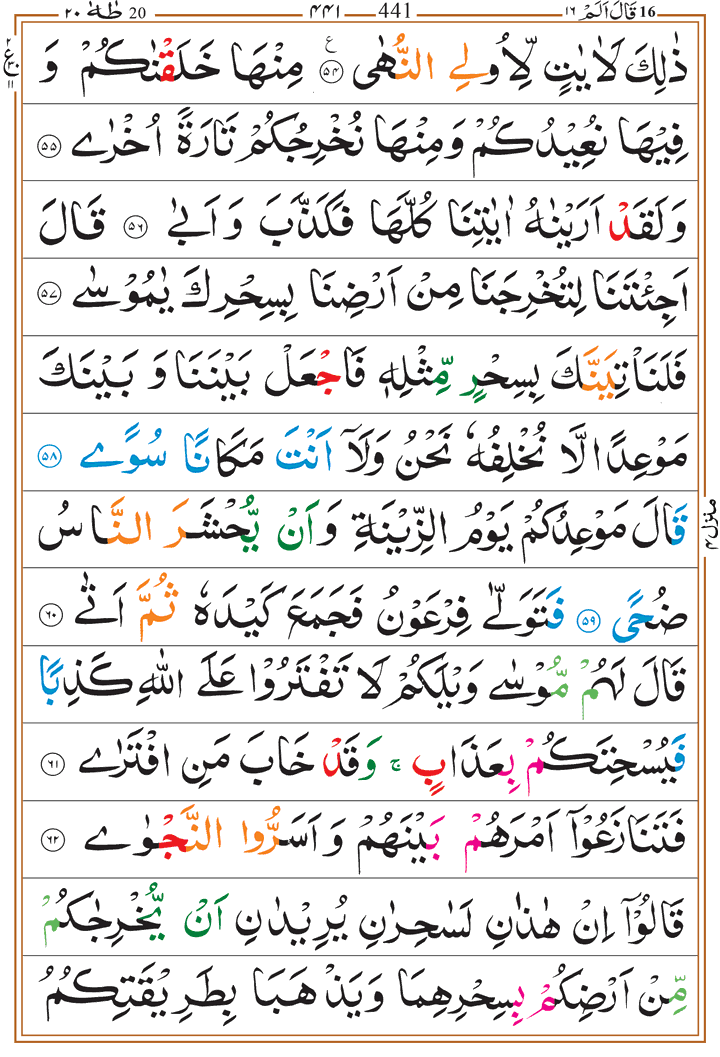 16 قَالَ اَلَمْ ١٦
441 ٤٤١
20 طٰهٰ ٢٠
ذٰلِكَ لَاٰيٰتٍ لِّاُولِي النُّهٰى ۝٥٤ ع مِنْهَا خَلَقْنٰكُمْ وَ
فِيْهَا نُعِيْدُكُمْ وَمِنْهَا نُخْرِجُكُمْ تَارَةً اُخْرٰى ۝٥٥
وَلَقَدْ اَرَيْنٰهُ اٰيٰتِنَا كُلَّهَا فَكَذَّبَ وَاَبٰى ۝٥٦ قَالَ
اَجِئْتَنَا لِتُخْرِجَنَا مِنْ اَرْضِنَا بِسِحْرِكَ يٰمُوْسٰى ۝٥٧
فَلَنَاْتِيَنَّكَ بِسِحْرٍ مِّثْلِهٖ فَاجْعَلْ بَيْنَنَا وَبَيْنَكَ
مَوْعِدًا لَّا نُخْلِفُهٗ نَحْنُ وَلَآ اَنْتَ مَكَانًا سُوًى ۝٥٨
قَالَ مَوْعِدُكُمْ يَوْمُ الزِّيْنَةِ وَاَنْ يُّحْشَرَ النَّاسُ
ضُحًى ۝٥٩ فَتَوَلّٰى فِرْعَوْنُ فَجَمَعَ كَيْدَهٗ ثُمَّ اَتٰى ۝٦٠
قَالَ لَهُمْ مُّوْسٰى وَيْلَكُمْ لَا تَفْتَرُوْا عَلَى اللّٰهِ كَذِبًا
فَيُسْحِتَكُمْ بِعَذَابٍ ۚ وَقَدْ خَابَ مَنِ افْتَرٰى ۝٦١
فَتَنَازَعُوْٓا اَمْرَهُمْ بَيْنَهُمْ وَاَسَرُّوا النَّجْوٰى ۝٦٢
قَالُوْٓا اِنْ هٰذٰنِ لَسٰحِرٰنِ يُرِيْدٰنِ اَنْ يُّخْرِجٰكُمْ
مِّنْ اَرْضِكُمْ بِسِحْرِهِمَا وَيَذْهَبَا بِطَرِيْقَتِكُمُ
منزل ٤